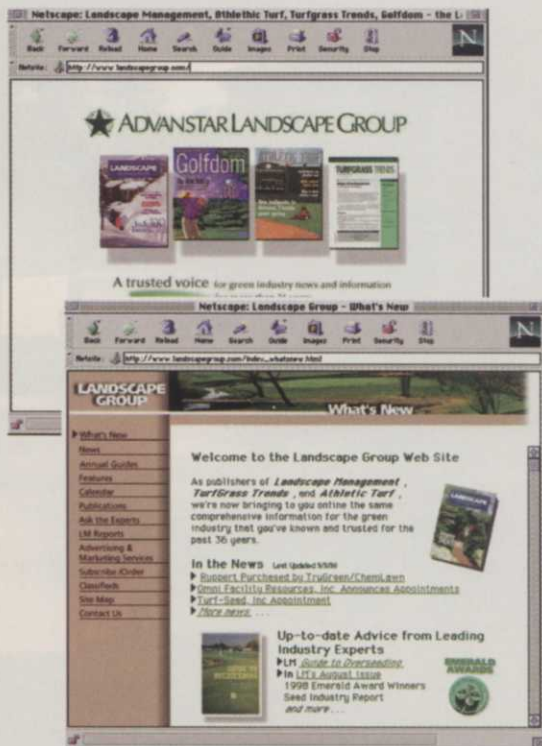 Netscape: Landscape Management, Athletic Turf, Turfgrass Trends, Golfdom - the L
Back Forward Reload Home Search Guide Images Print Security Stop
Netsite: http://www.landscapegroup.com/
N
ADVANSTAR LANDSCAPE GROUP
LANDSCAPE
Golfdom
TURFGRASS TRENDS
A trusted voice for green industry news and information
Netscape: Landscape Group - What's New
Back Forward Reload Home Search Guide Images Print Security Stop
Netsite: http://www.landscapegroup.com/index_whatsnew.html
N
LANDSCAPE
GROUP
What's New
What's New
News
Annual Guides
Features
Calendar
Publications
Ask the Experts
LM Reports
Advertising &
Marketing Services
Subscribe/Order
Classifieds
Site Map
Contact Us
Welcome to the Landscape Group Web Site
As publishers of Landscape Management ,
TurfGrass Trends , and Athletic Turf ,
we're now bringing to you online the same
comprehensive information for the green
industry that you've known and trusted for the
past 36 years.
LANDSCAPE
In the News Last Updated
Ruppert Purchased by TruGreen/ChemLawn
Omni Facility Resources, Inc. Announces Appointments
Turf-Seed, Inc Appointment
More news . . .
Up-to-date Advice from Leading
Industry Experts
LM Guide to Overseeding
In LM's August Issue
1998 Emerald Award Winners
Seed Industry Report
and more . . .
EMERALD
AWARDS